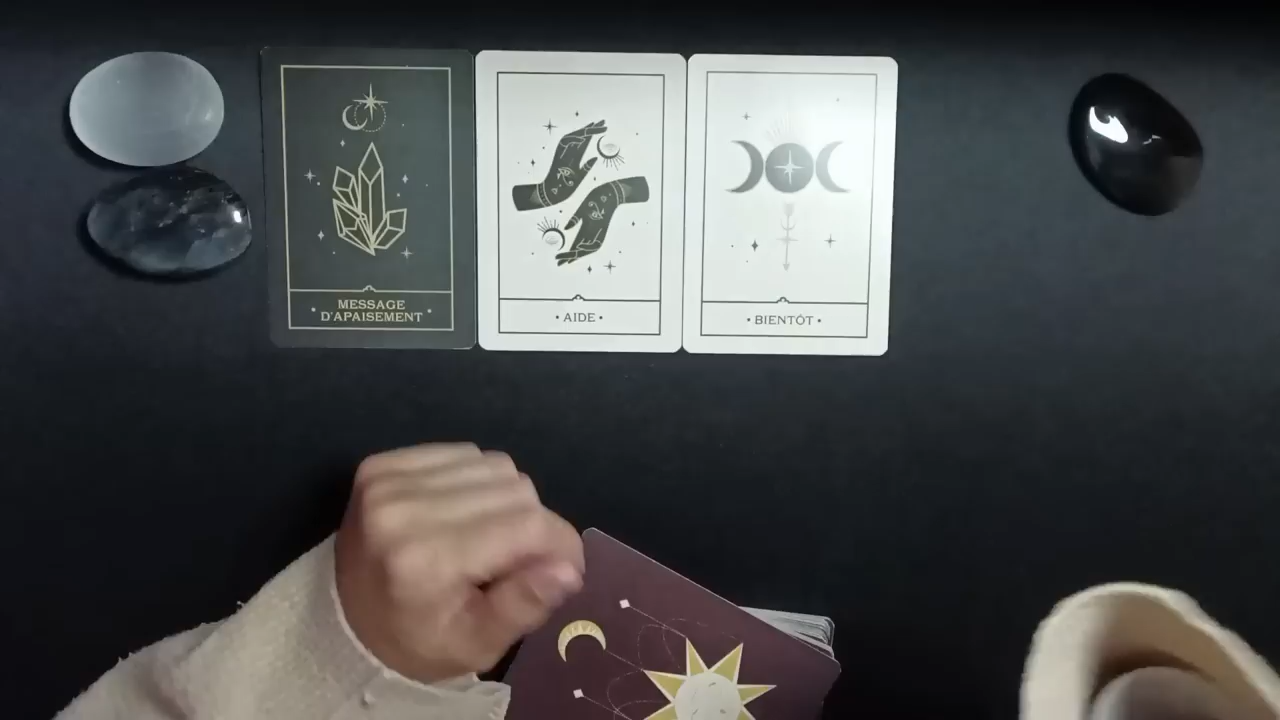 MESSAGE
D'APAISEMENT
• AIDE •
• BIENTÔT •